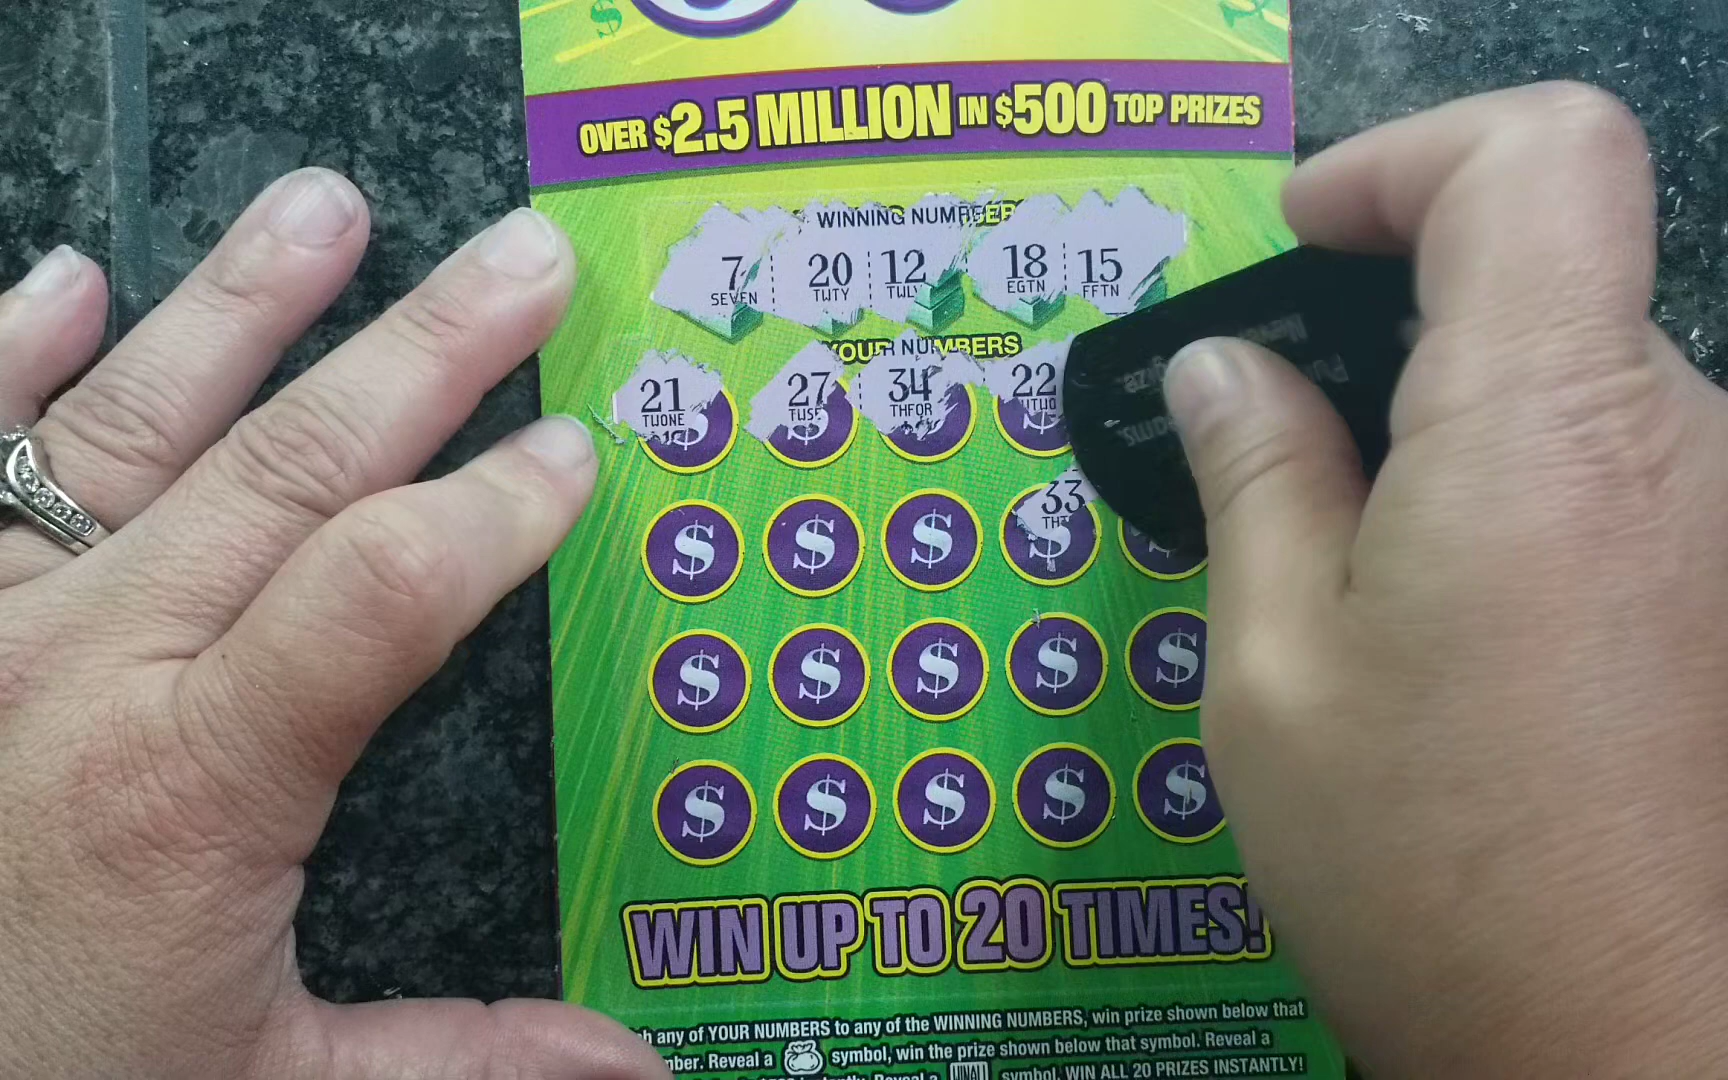 OVER $2.5 MILLION IN $500 TOP PRIZES
WINNING NUMBERS
7 20 12 18 15
SEVEN TWTY TWLV EGTN FFTN
YOUR NUMBERS
21 27 34 22
TWONE TUSE THFOR
33
WIN UP TO 20 TIMES!
any of YOUR NUMBERS to any of the WINNING NUMBERS, win prize shown below that
Reveal a symbol, win the prize shown below that symbol. Reveal a
symbol, WIN ALL 20 PRIZES INSTANTLY!